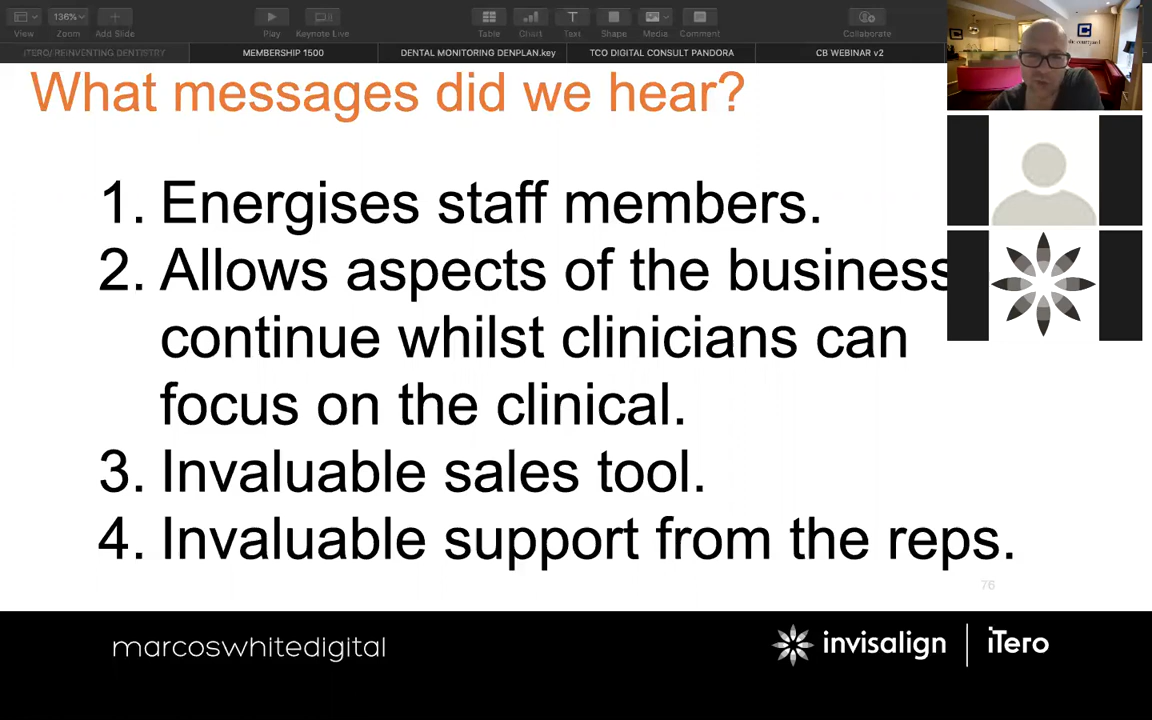 136%
View
Zoom
Add Slide
Play
Keynote Live
Table
Chart
Text
Shape
Media
Comment
Collaborate
iTERO/ REINVENTING DENTISTRY
MEMBERSHIP 1500
DENTAL MONITORING DENPLAN.key
TCO DIGITAL CONSULT PANDORA
CB WEBINAR v2
What messages did we hear?
1. Energises staff members.
2. Allows aspects of the business
continue whilst clinicians can
focus on the clinical.
3. Invaluable sales tool.
4. Invaluable support from the reps.
76
marcoswhitedigital
invisalign
iTero